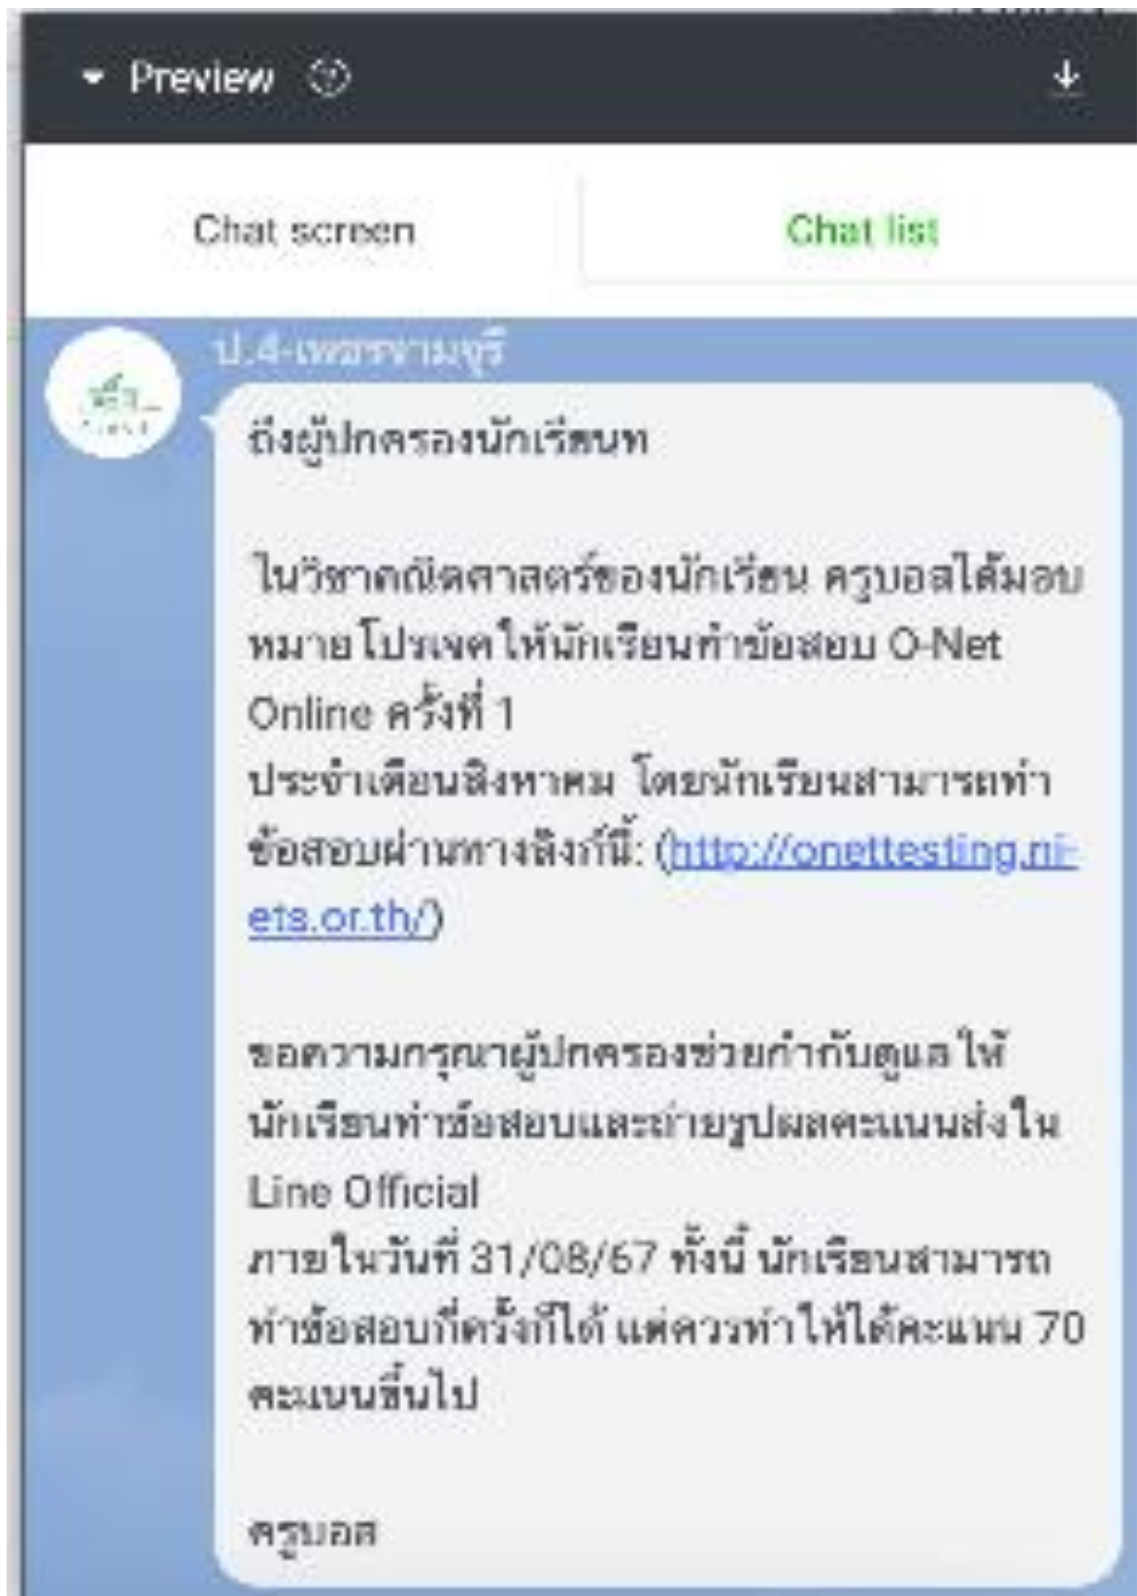 Preview
Chat screen
Chat list
ป.4-เพชรจามจุรี
ถึงผู้ปกครองนักเรียนท
ในวิชาคณิตศาสตร์ของนักเรียน ครูบอสได้มอบ
หมายโปรเจคให้นักเรียนทำข้อสอบ O-Net
Online ครั้งที่ 1
ประจำเดือนสิงหาคม โดยนักเรียนสามารถทำ
ข้อสอบผ่านทางลิงก์นี้: (http://onettesting.ni-
ets.or.th/)
ขอความกรุณาผู้ปกครองช่วยกำกับดูแล ให้
นักเรียนทำข้อสอบและถ่ายรูปผลคะแนนส่งใน
Line Official
ภายในวันที่ 31/08/67 ทั้งนี้ นักเรียนสามารถ
ทำข้อสอบกี่ครั้งก็ได้ แต่ควรทำให้ได้คะแนน 70
คะแนนขึ้นไป
ครูบอส